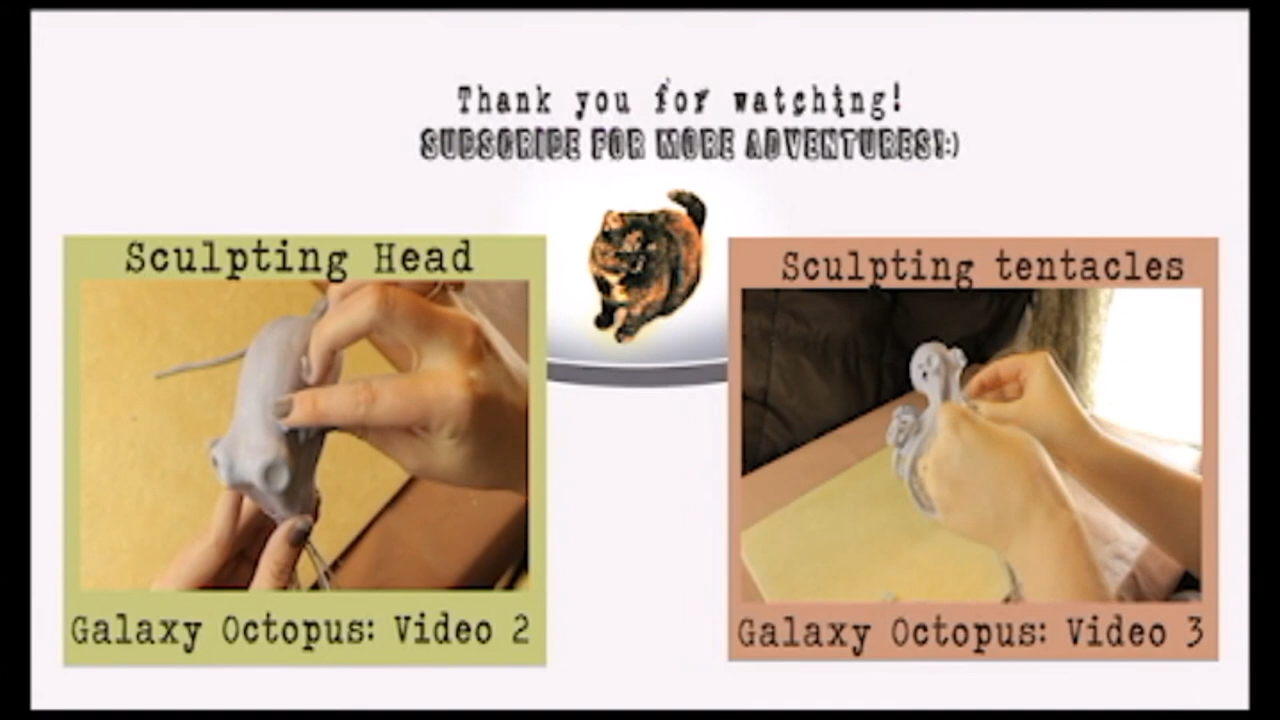 Thank you for watching!
SUBSCRIBE FOR MORE ADVENTURES!:)
Sculpting Head
Sculpting tentacles
Galaxy Octopus: Video 2
Galaxy Octopus: Video 3